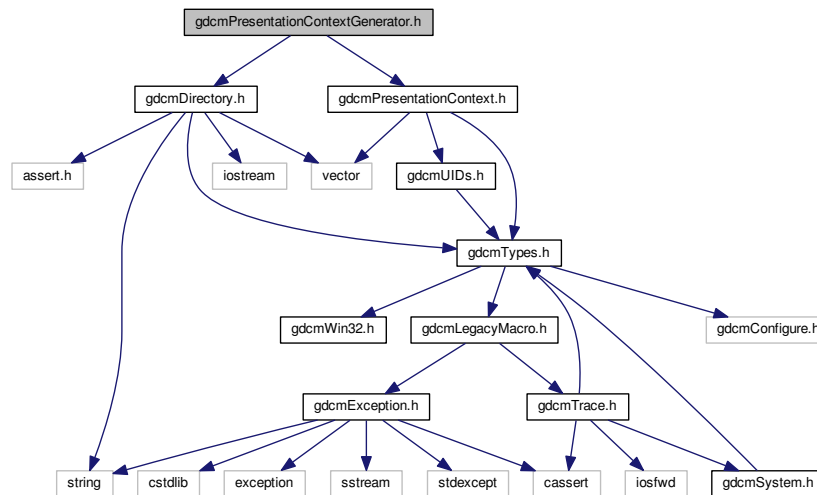 gdcmPresentationContextGenerator.h
gdcmDirectory.h
gdcmPresentationContext.h
assert.h
iostream
vector
gdcmUIDs.h
gdcmTypes.h
gdcmWin32.h
gdcmLegacyMacro.h
gdcmConfigure.h
gdcmException.h
gdcmTrace.h
string
cstdlib
exception
sstream
stdexcept
cassert
iosfwd
gdcmSystem.h